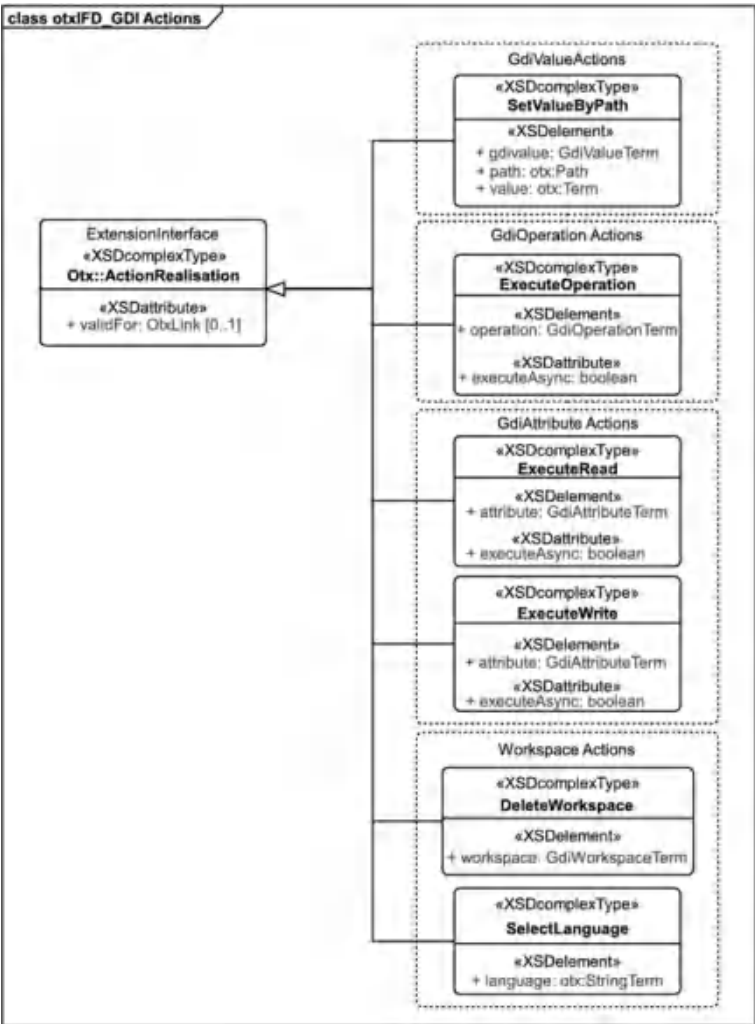 class otxIFD_GDI Actions
GdiValueActions
«XSDcomplexType»
SetValueByPath
«XSDelement»
+ gdivalue: GdiValueTerm
+ path: otx:Path
+ value: otx:Term
ExtensionInterface
«XSDcomplexType»
Otx::ActionRealisation
«XSDattribute»
+ validFor: OtxLink [0..1]
GdiOperation Actions
«XSDcomplexType»
ExecuteOperation
«XSDelement»
+ operation: GdiOperationTerm
«XSDattribute»
+ executeAsync: boolean
GdiAttribute Actions
«XSDcomplexType»
ExecuteRead
«XSDelement»
+ attribute: GdiAttributeTerm
«XSDattribute»
+ executeAsync: boolean
«XSDcomplexType»
ExecuteWrite
«XSDelement»
+ attribute: GdiAttributeTerm
«XSDattribute»
+ executeAsync: boolean
Workspace Actions
«XSDcomplexType»
DeleteWorkspace
«XSDelement»
+ workspace: GdiWorkspaceTerm
«XSDcomplexType»
SelectLanguage
«XSDelement»
+ language: otx:StringTerm